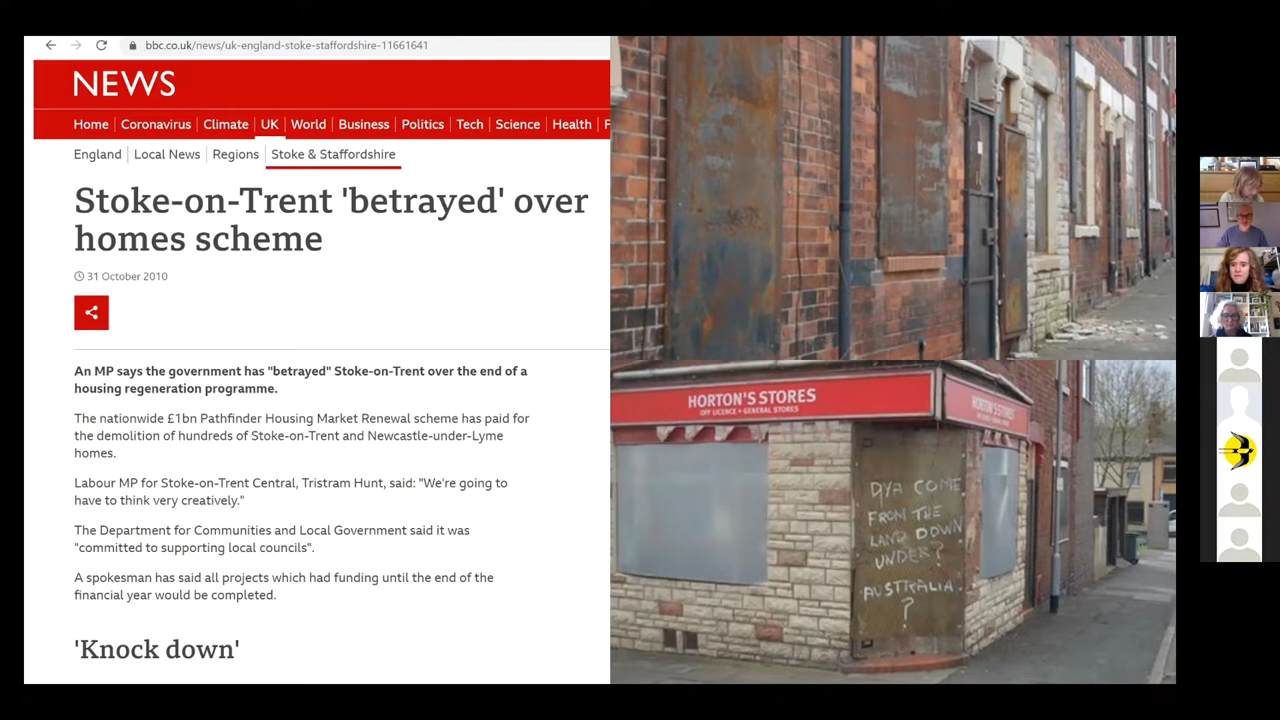 bbc.co.uk/news/uk-england-stoke-staffordshire-11661641
NEWS
Home Coronavirus Climate UK World Business Politics Tech Science Health F
England Local News Regions Stoke & Staffordshire
Stoke-on-Trent 'betrayed' over
homes scheme
31 October 2010
An MP says the government has "betrayed" Stoke-on-Trent over the end of a
housing regeneration programme.
The nationwide £1bn Pathfinder Housing Market Renewal scheme has paid for
the demolition of hundreds of Stoke-on-Trent and Newcastle-under-Lyme
homes.
Labour MP for Stoke-on-Trent Central, Tristram Hunt, said: "We're going to
have to think very creatively."
The Department for Communities and Local Government said it was
"committed to supporting local councils".
A spokesman has said all projects which had funding until the end of the
financial year would be completed.
'Knock down'
HORTON'S STORES
OFF LICENCE • GENERAL STORES
HORTON'S STORES
DYA COME
FROM THE
LAND DOWN
UNDER?
AUSTRALIA
?